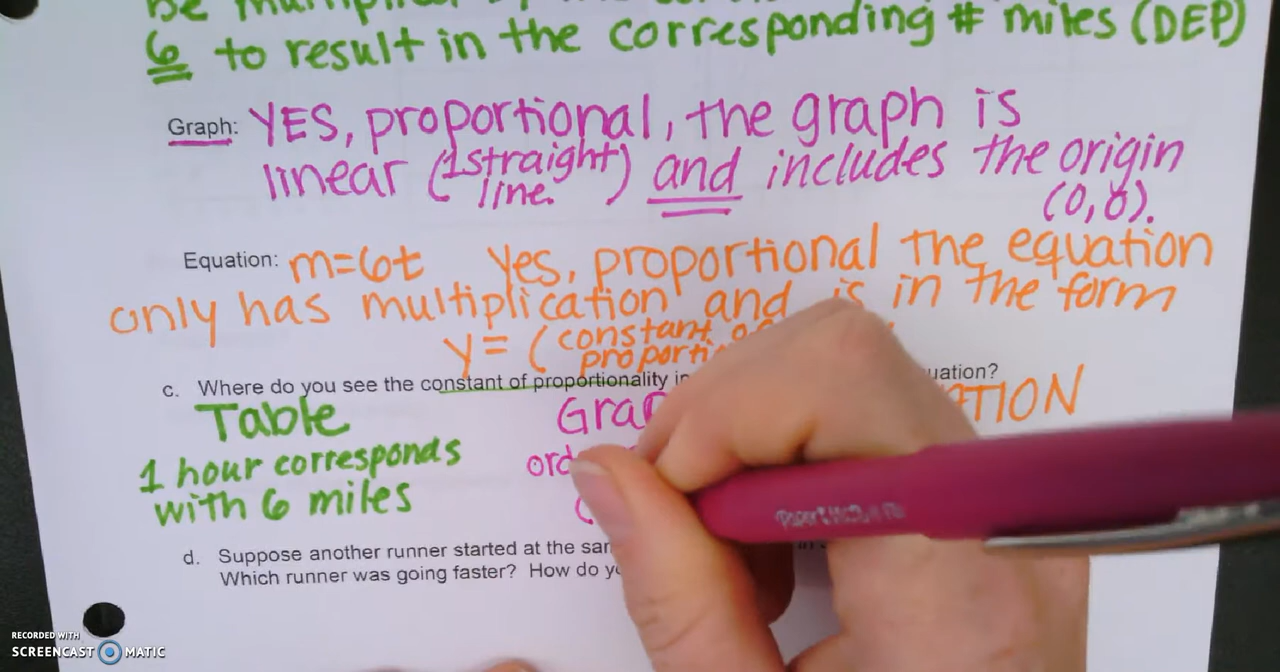 be
6 to result in the corresponding # miles (DEP)
Graph: YES, proportional, the graph is
linear (1 straight line.) and includes the origin
(0,0).
Equation: m=6t Yes, proportional the equation
only has multiplication and is in the form
y = (constant
c. Where do you see the constant of proportionality
equation?
Table
1 hour corresponds
with 6 miles
d. Suppose another runner started at the
Which runner was going faster? How do
RECORDED WITH
SCREENCAST MATIC